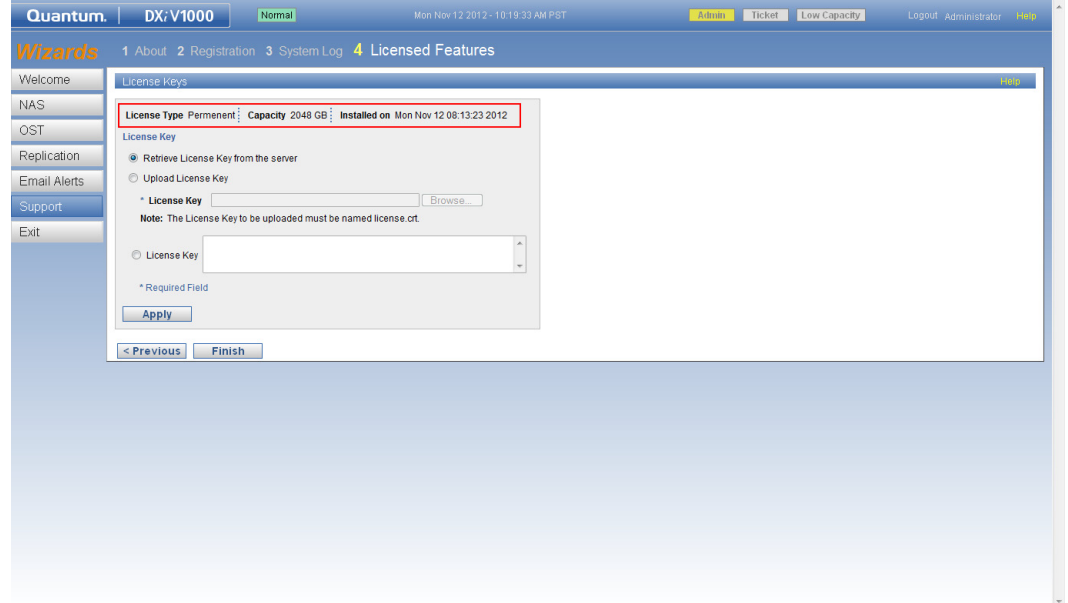 Quantum. DXi V1000 Normal Mon Nov 12 2012 - 10:19:33 AM PST Admin Ticket Low Capacity Logout Administrator Help
Wizards 1 About 2 Registration 3 System Log 4 Licensed Features
Welcome
NAS
OST
Replication
Email Alerts
Support
Exit
License Keys Help
License Type Permenent Capacity 2048 GB Installed on Mon Nov 12 08:13:23 2012
License Key
Retrieve License Key from the server
Upload License Key
* License Key Browse...
Note: The License Key to be uploaded must be named license.crt.
License Key
* Required Field
Apply
< Previous Finish